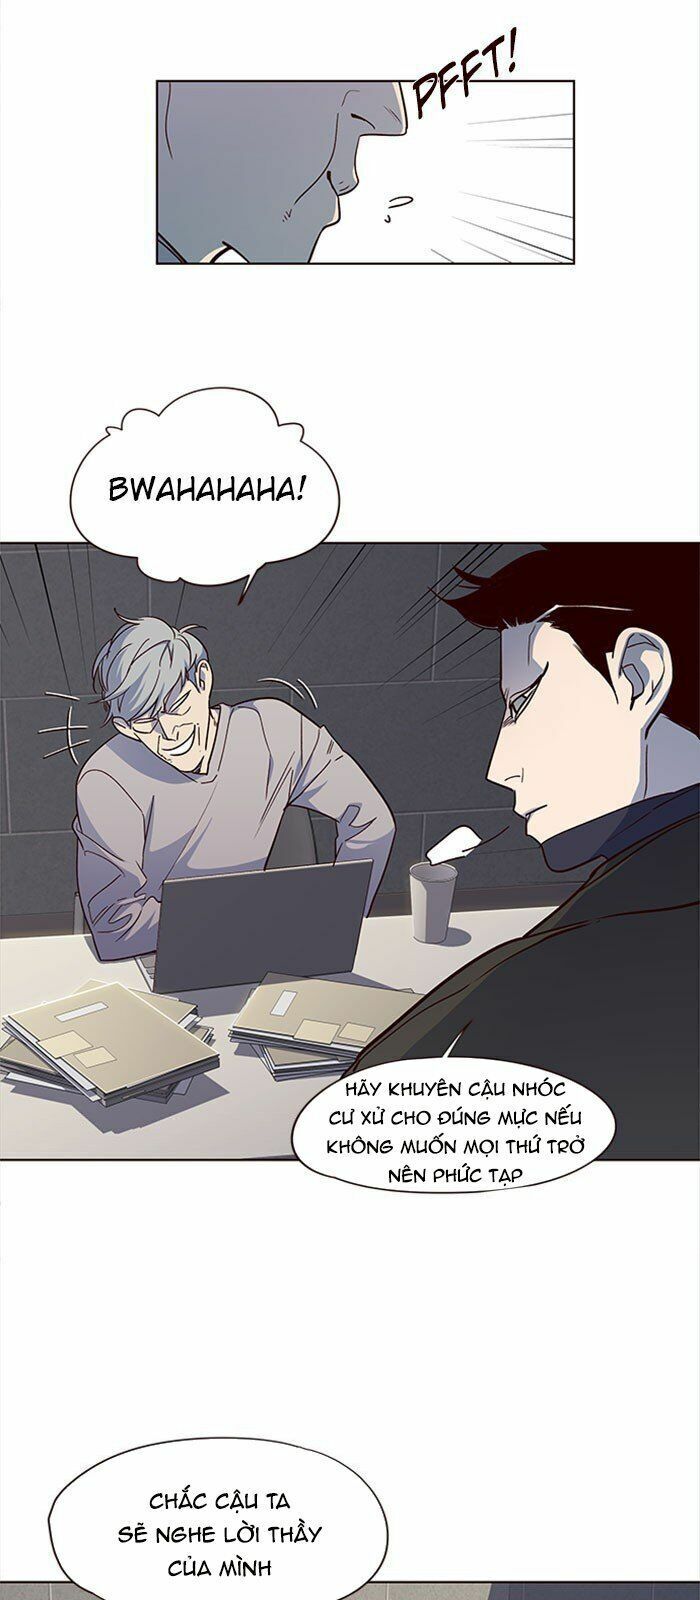 PFFT!
BWAHAHAHA!
HÃY KHUYÊN CẬU NHÓC
CƯ XỬ CHO ĐÚNG MỰC NẾU
KHÔNG MUỐN MỌI THỨ TRỞ
NÊN PHỨC TẠP
CHẮC CẬU TA
SẼ NGHE LỜI THẦY
CỦA MÌNH